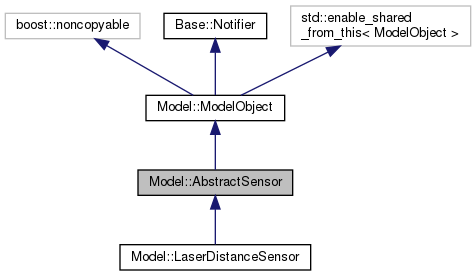 boost::noncopyable
Base::Notifier
std::enable_shared
_from_this< ModelObject >
Model::ModelObject
Model::AbstractSensor
Model::LaserDistanceSensor